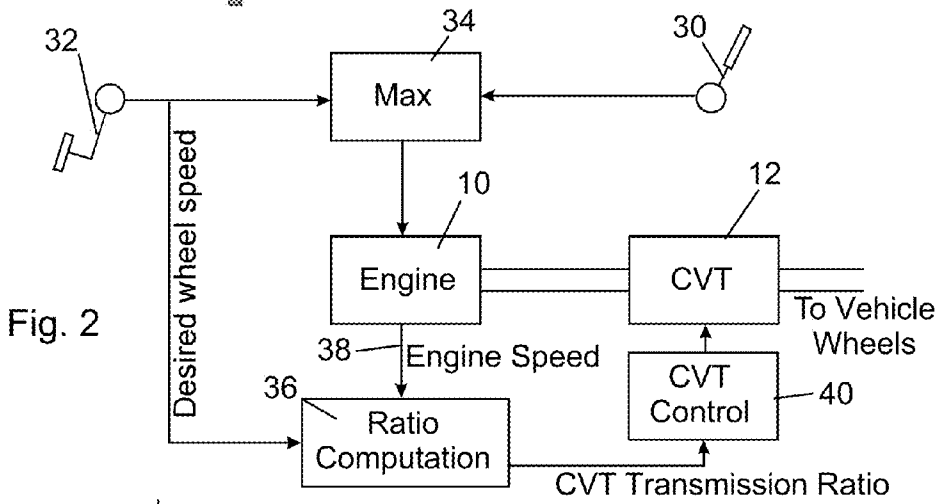 32
34
30
Max
Desired wheel speed
10
12
Engine
CVT
To Vehicle
Wheels
Fig. 2
38
Engine Speed
36
Ratio
Computation
CVT
Control
40
CVT Transmission Ratio